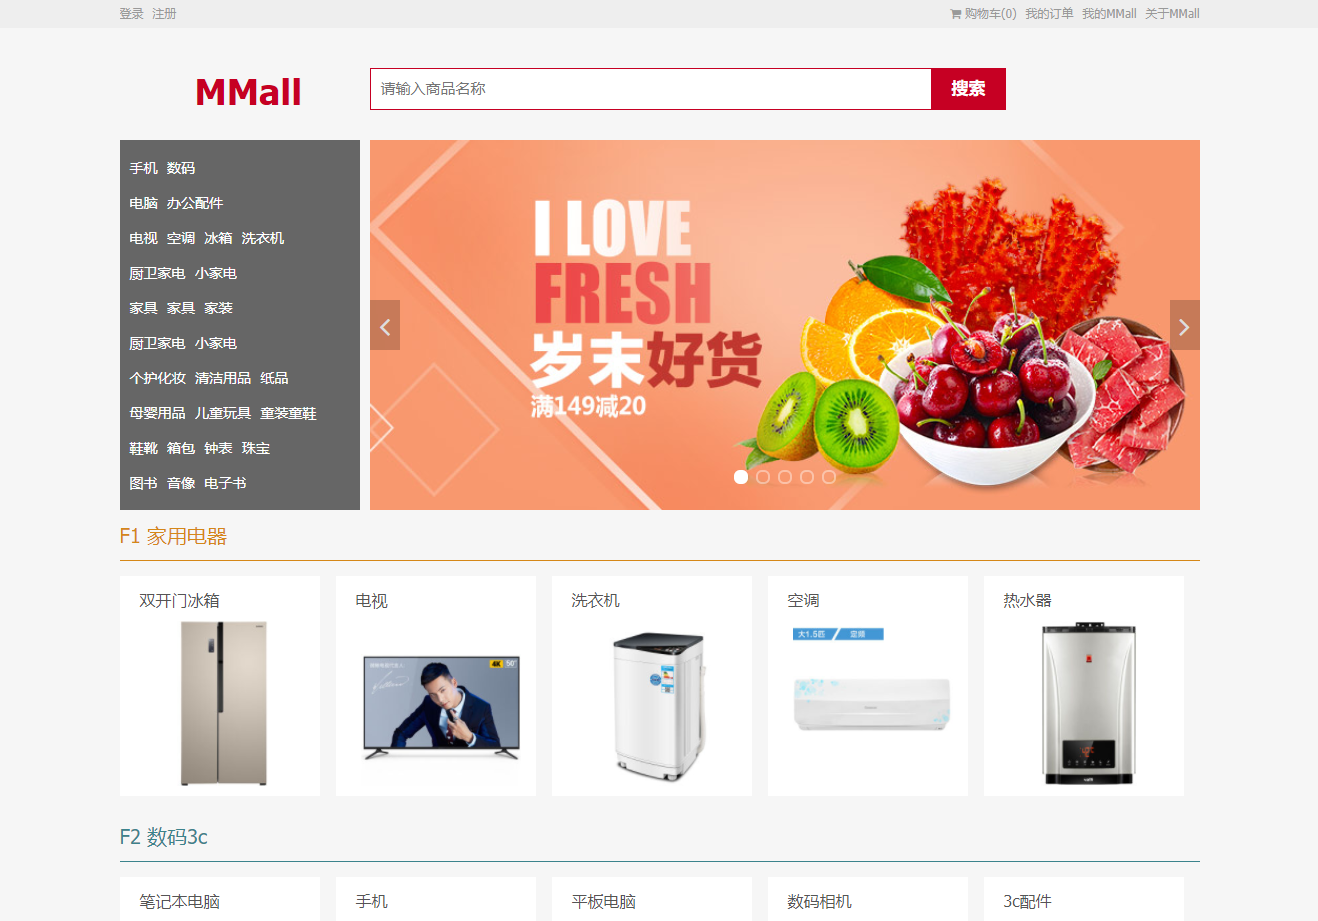 登录 注册 购物车(0) 我的订单 我的MMall 关于MMall
MMall 请输入商品名称 搜索
手机 数码
电脑 办公配件
电视 空调 冰箱 洗衣机
厨卫家电 小家电
家具 家具 家装
厨卫家电 小家电
个护化妆 清洁用品 纸品
母婴用品 儿童玩具 童装童鞋
鞋靴 箱包 钟表 珠宝
图书 音像 电子书
I LOVE
FRESH
岁末好货
满149减20
F1 家用电器
双开门冰箱 电视 洗衣机 空调 热水器
大1.5匹 定频
4K 50"
F2 数码3c
笔记本电脑 手机 平板电脑 数码相机 3c配件